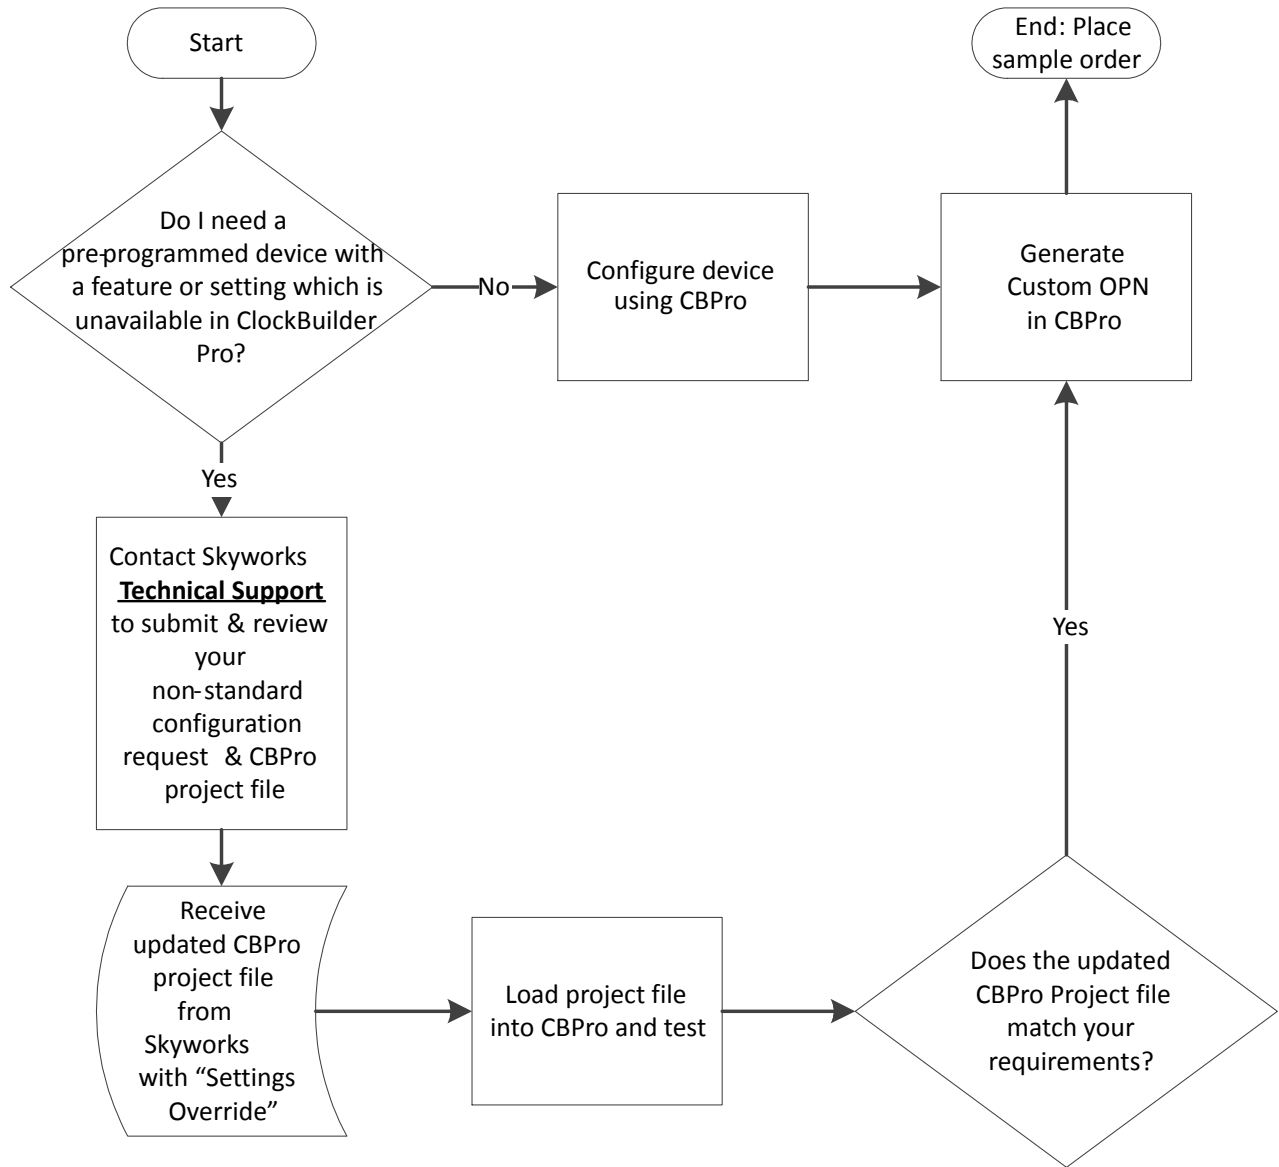 Start
End: Place
sample order
Do I need a
pre-programmed device with
a feature or setting which is
unavailable in ClockBuilder
Pro?
No
Configure device
using CBPro
Generate
Custom OPN
in CBPro
Yes
Contact Skyworks
Technical Support
to submit & review
your
non-standard
configuration
request & CBPro
project file
Yes
Receive
updated CBPro
project file
from
Skyworks
with “Settings
Override”
Load project file
into CBPro and test
Does the updated
CBPro Project file
match your
requirements?